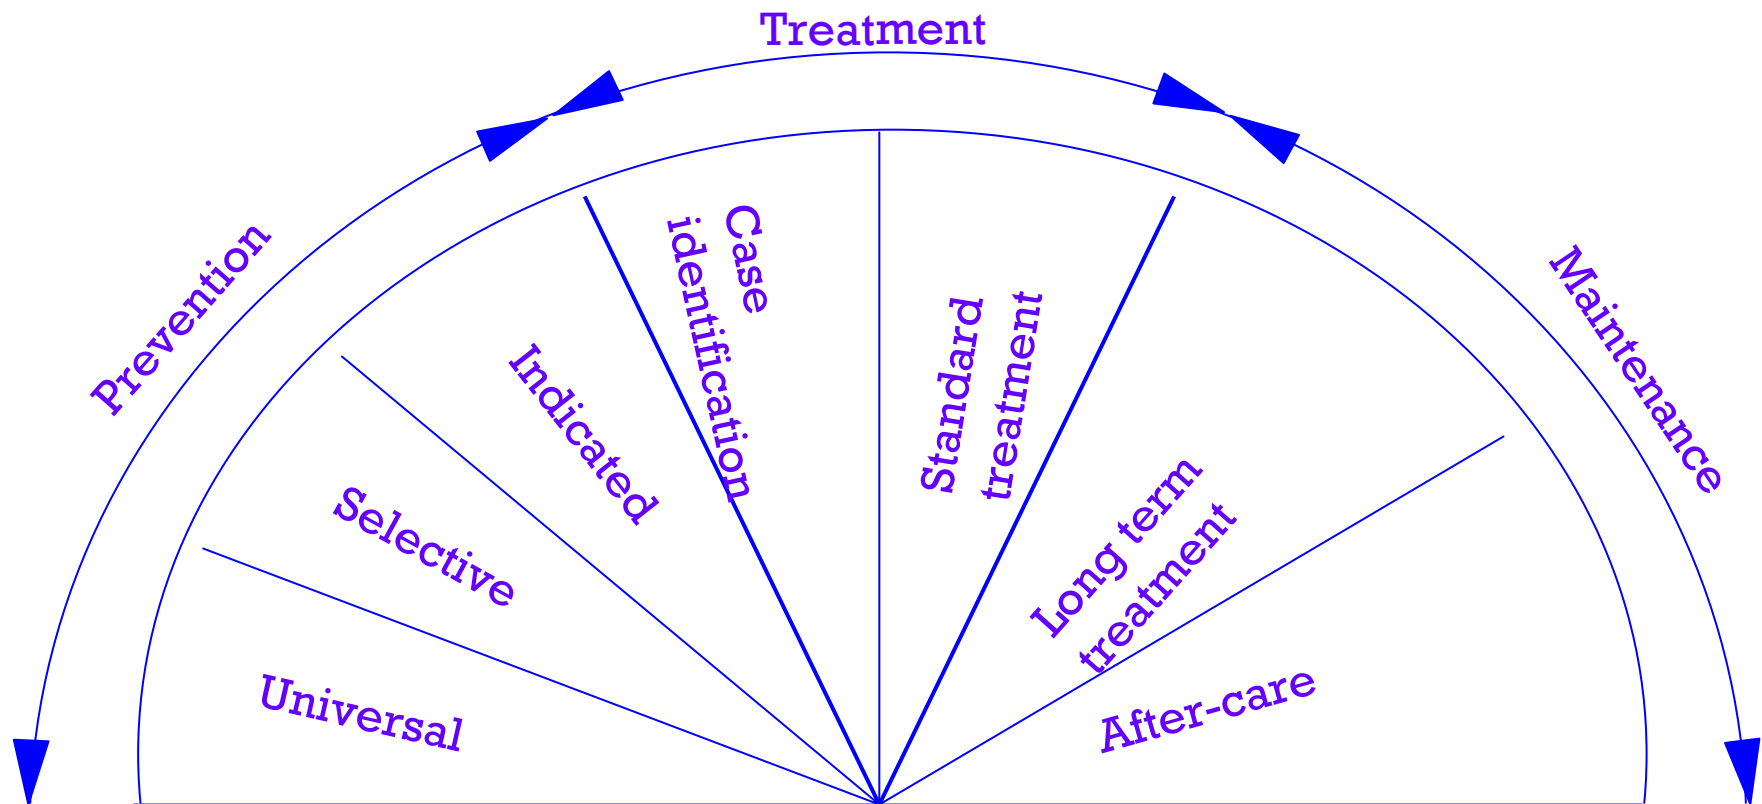 Treatment
Prevention
Maintenance
Universal
Selective
Indicated
Case
identification
Standard
treatment
Long term
treatment
After-care